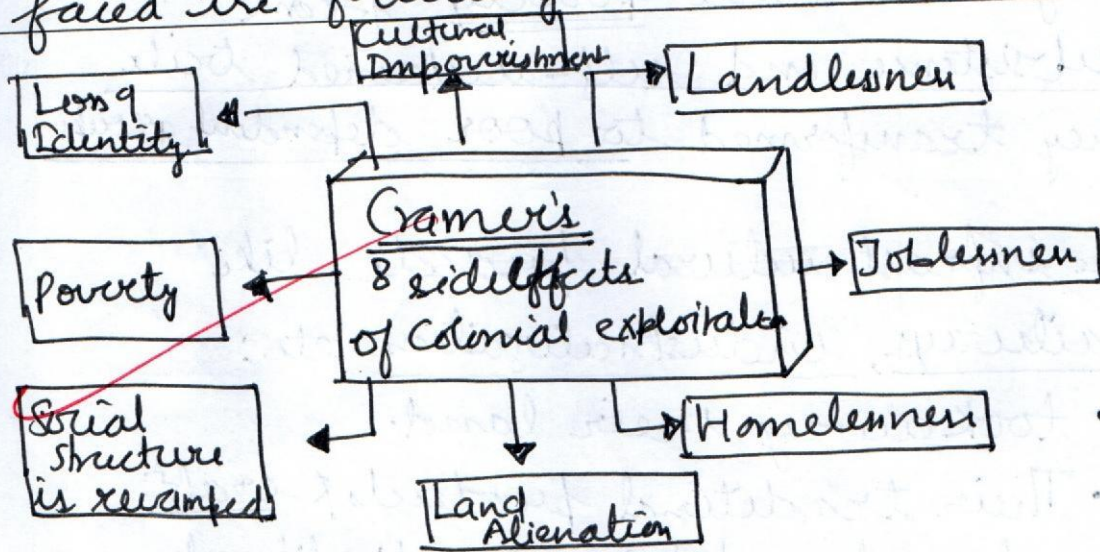 faced the following
Cultural
Impoverishment
Landlessness
Loss of
Identity
Cramer's
8 sideeffects
of Colonial exploitation
Joblessness
Poverty
Social
structure
is revamped
Homelessness
Land
Alienation